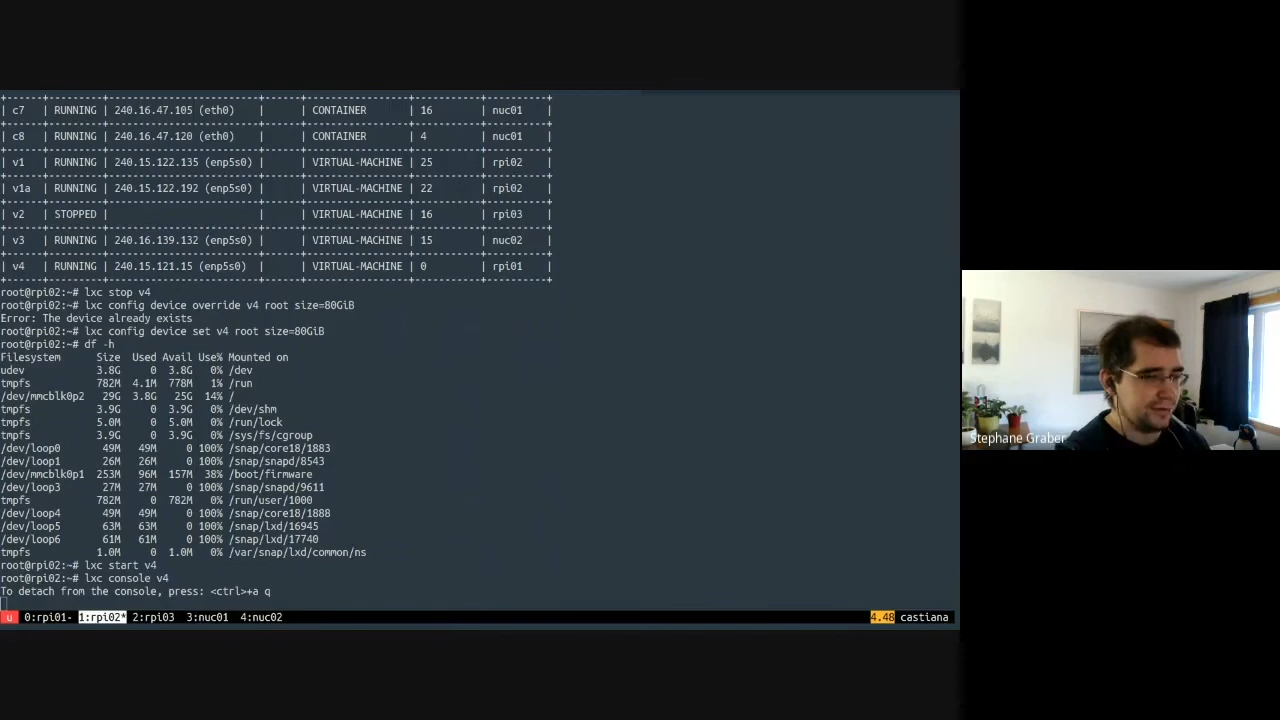 +------+---------+------------------------+------+-----------------+-----------+----------+
| c7   | RUNNING | 240.16.47.105 (eth0)   |      | CONTAINER       | 16        | nuc01    |
+------+---------+------------------------+------+-----------------+-----------+----------+
| c8   | RUNNING | 240.16.47.120 (eth0)   |      | CONTAINER       | 4         | nuc01    |
+------+---------+------------------------+------+-----------------+-----------+----------+
| v1   | RUNNING | 240.15.122.135 (enp5s0) |      | VIRTUAL-MACHINE | 25        | rpi02    |
+------+---------+------------------------+------+-----------------+-----------+----------+
| v1a  | RUNNING | 240.15.122.192 (enp5s0) |      | VIRTUAL-MACHINE | 22        | rpi02    |
+------+---------+------------------------+------+-----------------+-----------+----------+
| v2   | STOPPED |                        |      | VIRTUAL-MACHINE | 16        | rpi03    |
+------+---------+------------------------+------+-----------------+-----------+----------+
| v3   | RUNNING | 240.16.139.132 (enp5s0) |      | VIRTUAL-MACHINE | 15        | nuc02    |
+------+---------+------------------------+------+-----------------+-----------+----------+
| v4   | RUNNING | 240.15.121.15 (enp5s0) |      | VIRTUAL-MACHINE | 0         | rpi01    |
+------+---------+------------------------+------+-----------------+-----------+----------+
root@rpi02:~# lxc stop v4
root@rpi02:~# lxc config device override v4 root size=80GiB
Error: The device already exists
root@rpi02:~# lxc config device set v4 root size=80GiB
root@rpi02:~# df -h
Filesystem      Size  Used Avail Use% Mounted on
udev            3.8G     0  3.8G   0% /dev
tmpfs           782M  4.1M  778M   1% /run
/dev/mmcblk0p2   29G  3.8G   25G  14% /
tmpfs           3.9G     0  3.9G   0% /dev/shm
tmpfs           5.0M     0  5.0M   0% /run/lock
tmpfs           3.9G     0  3.9G   0% /sys/fs/cgroup
/dev/loop0       49M   49M     0 100% /snap/core18/1883
/dev/loop1       26M   26M     0 100% /snap/snapd/8543
/dev/mmcblk0p1  253M   96M  157M  38% /boot/firmware
/dev/loop3       27M   27M     0 100% /snap/snapd/9611
tmpfs           782M     0  782M   0% /run/user/1000
/dev/loop4       49M   49M     0 100% /snap/core18/1888
/dev/loop5       63M   63M     0 100% /snap/lxd/16945
/dev/loop6       61M   61M     0 100% /snap/lxd/17740
tmpfs           1.0M     0  1.0M   0% /var/snap/lxd/common/ns
root@rpi02:~# lxc start v4
root@rpi02:~# lxc console v4
To detach from the console, press: <ctrl>+a q
u 0:rpi01- 1:rpi02* 2:rpi03 3:nuc01 4:nuc02 4.48 castiana
Stephane Graber